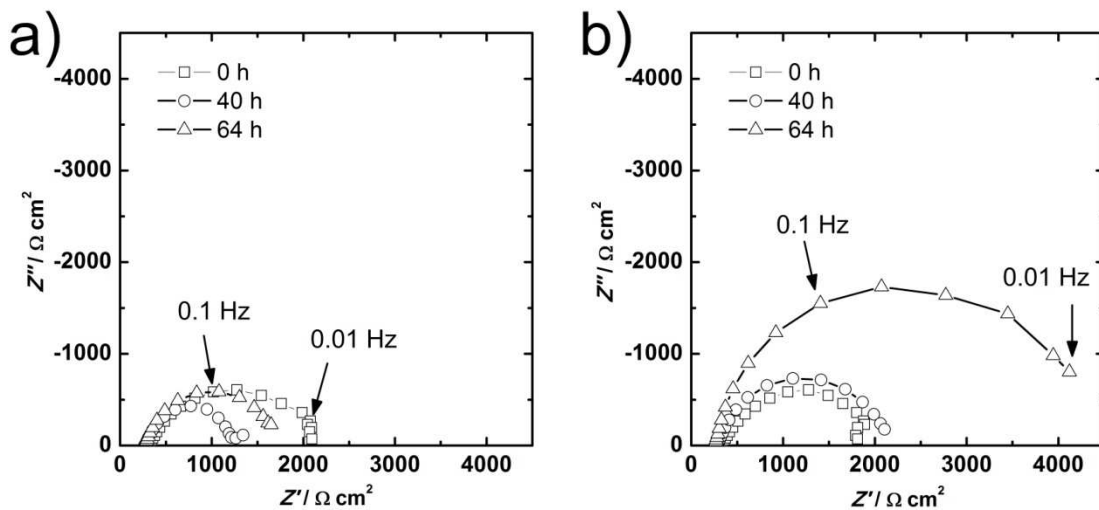 a)
-4000
-3000
-2000
-1000
0
0 h
40 h
64 h
0.1 Hz
0.01 Hz
0 1000 2000 3000 4000
Z'/ Ω cm²
Z''/ Ω cm²
b)
-4000
-3000
-2000
-1000
0
0 h
40 h
64 h
0.1 Hz
0.01 Hz
0 1000 2000 3000 4000
Z'/ Ω cm²
Z''/ Ω cm²